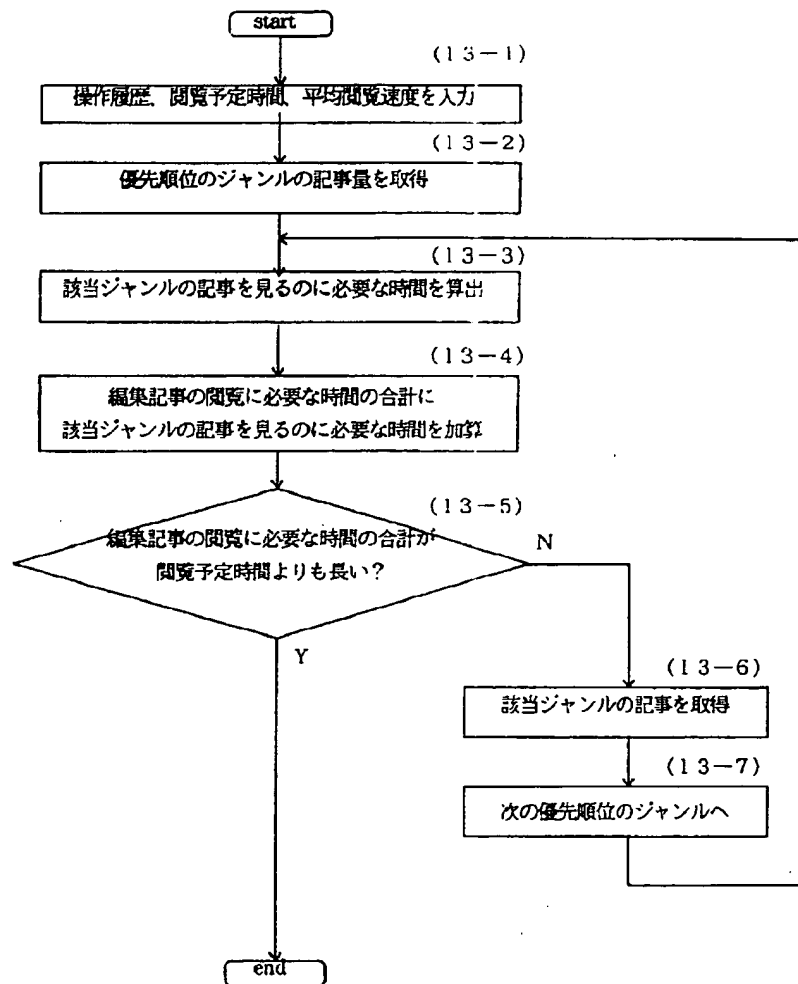 start
(13-1)
操作履歴、閲覧予定時間、平均閲覧速度を入力
(13-2)
優先順位のジャンルの記事量を取得
(13-3)
該当ジャンルの記事を見るのに必要な時間を算出
(13-4)
編集記事の閲覧に必要な時間の合計に
該当ジャンルの記事を見るのに必要な時間を加算
(13-5)
編集記事の閲覧に必要な時間の合計が
閲覧予定時間よりも長い?
N
Y
(13-6)
該当ジャンルの記事を取得
(13-7)
次の優先順位のジャンルへ
end